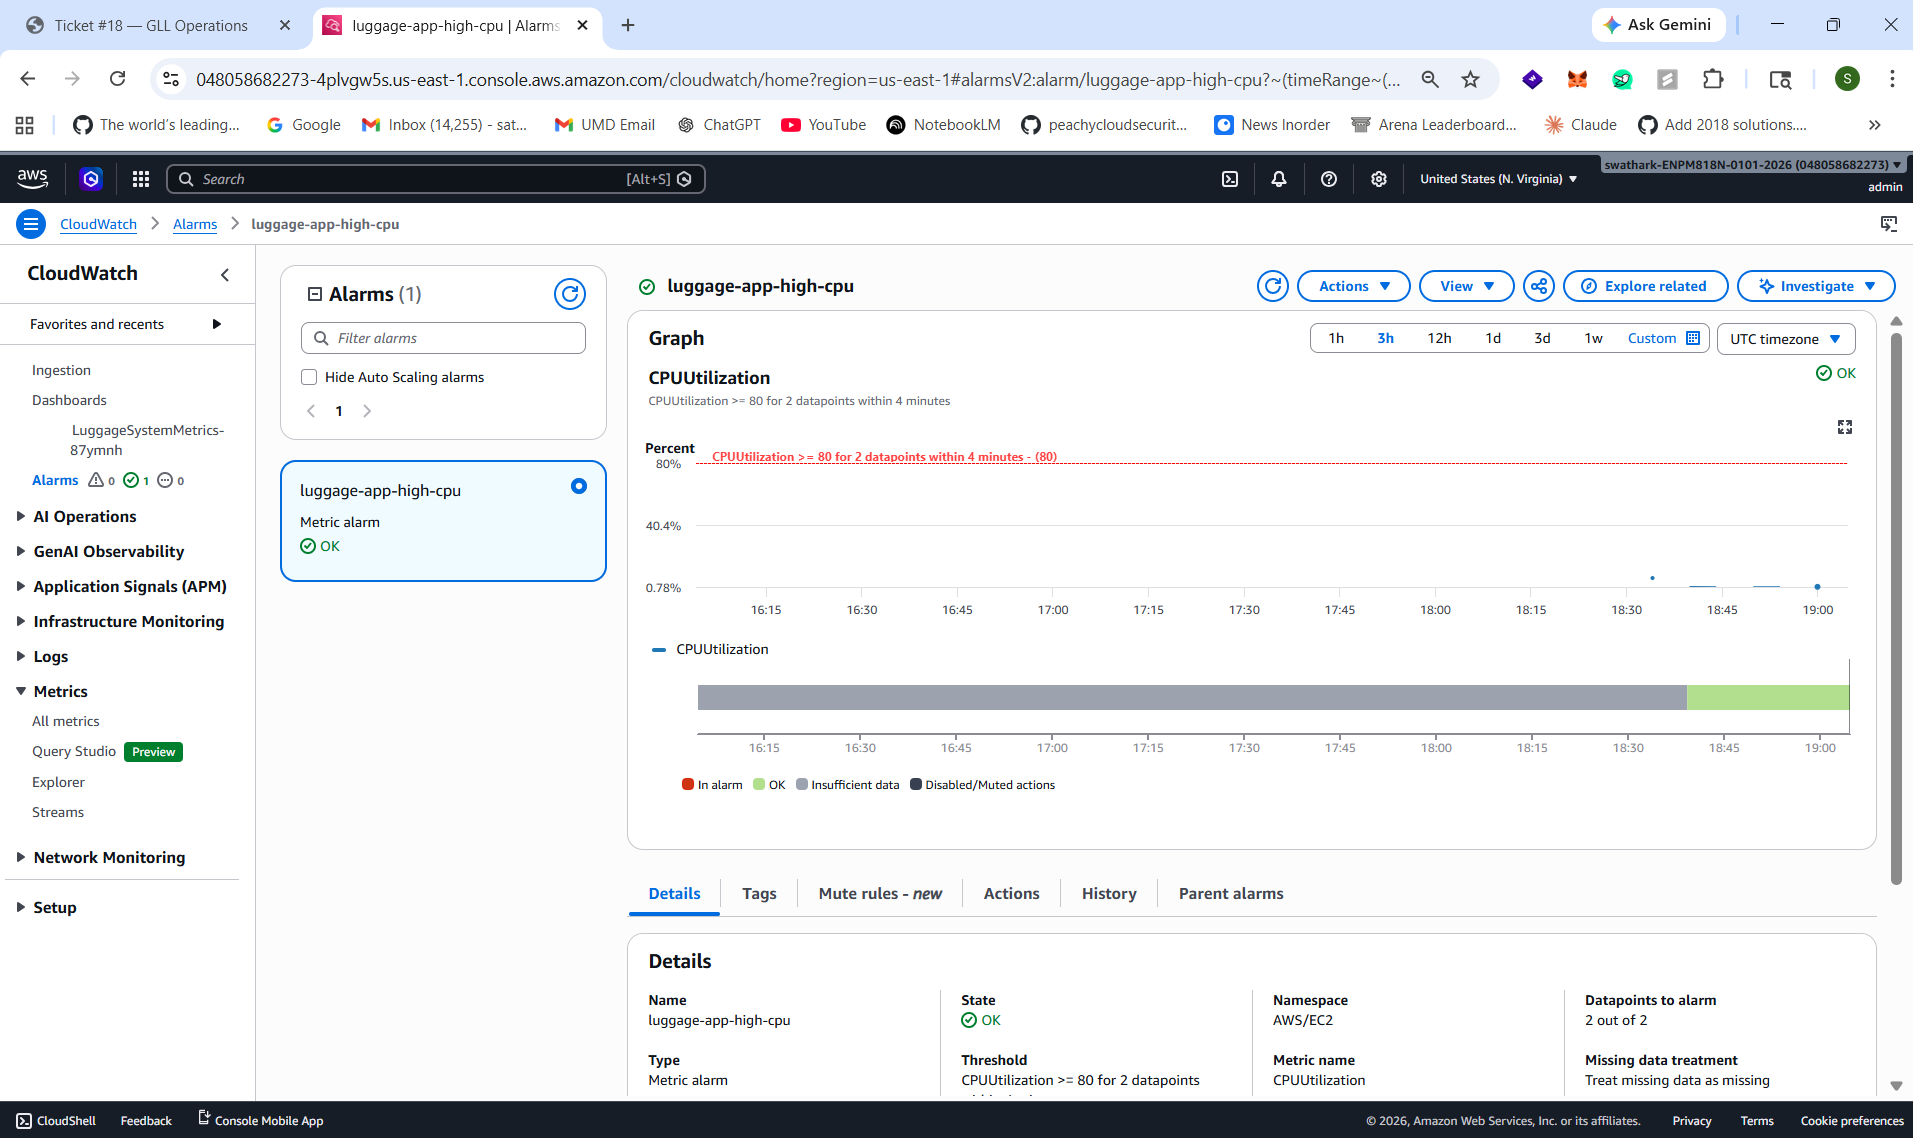 Ticket #18 — GLL Operations
luggage-app-high-cpu | Alarms
Ask Gemini
048058682273-4plvgw5s.us-east-1.console.aws.amazon.com/cloudwatch/home?region=us-east-1#alarmsV2:alarm/luggage-app-high-cpu?~(timeRange~(...
S
The world's leading...
Google
Inbox (14,255) - sat...
UMD Email
ChatGPT
YouTube
NotebookLM
peachycloudsecurit...
News Inorder
Arena Leaderboard...
Claude
Add 2018 solutions....
aws
Search
[Alt+S]
United States (N. Virginia)
swathark-ENPM818N-0101-2026 (048058682273)
admin
CloudWatch
Alarms
luggage-app-high-cpu
CloudWatch
Favorites and recents
Ingestion
Dashboards
LuggageSystemMetrics-
87ymnh
Alarms 0 1 0
AI Operations
GenAI Observability
Application Signals (APM)
Infrastructure Monitoring
Logs
Metrics
All metrics
Query Studio Preview
Explorer
Streams
Network Monitoring
Setup
Alarms (1)
Filter alarms
Hide Auto Scaling alarms
1
luggage-app-high-cpu
Metric alarm
OK
luggage-app-high-cpu
Actions
View
Explore related
Investigate
Graph
1h 3h 12h 1d 3d 1w Custom
UTC timezone
CPUUtilization
OK
CPUUtilization >= 80 for 2 datapoints within 4 minutes
Percent
CPUUtilization >= 80 for 2 datapoints within 4 minutes - (80)
80%
40.4%
0.78%
16:15 16:30 16:45 17:00 17:15 17:30 17:45 18:00 18:15 18:30 18:45 19:00
CPUUtilization
16:15 16:30 16:45 17:00 17:15 17:30 17:45 18:00 18:15 18:30 18:45 19:00
In alarm OK Insufficient data Disabled/Muted actions
Details
Tags
Mute rules - new
Actions
History
Parent alarms
Details
Name
luggage-app-high-cpu
Type
Metric alarm
State
OK
Threshold
CPUUtilization >= 80 for 2 datapoints
Namespace
AWS/EC2
Metric name
CPUUtilization
Datapoints to alarm
2 out of 2
Missing data treatment
Treat missing data as missing
CloudShell
Feedback
Console Mobile App
© 2026, Amazon Web Services, Inc. or its affiliates.
Privacy
Terms
Cookie preferences